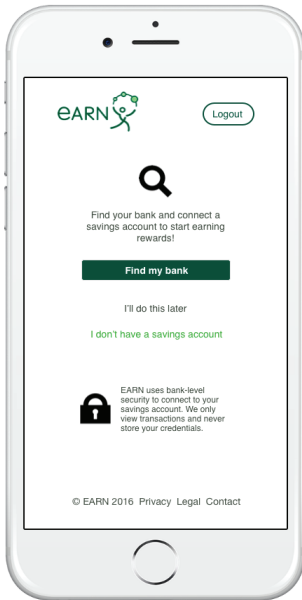 eARN
Logout
Find your bank and connect a
savings account to start earning
rewards!
Find my bank
I'll do this later
I don't have a savings account
EARN uses bank-level
security to connect to your
savings account. We only
view transactions and never
store your credentials.
© EARN 2016 Privacy Legal Contact